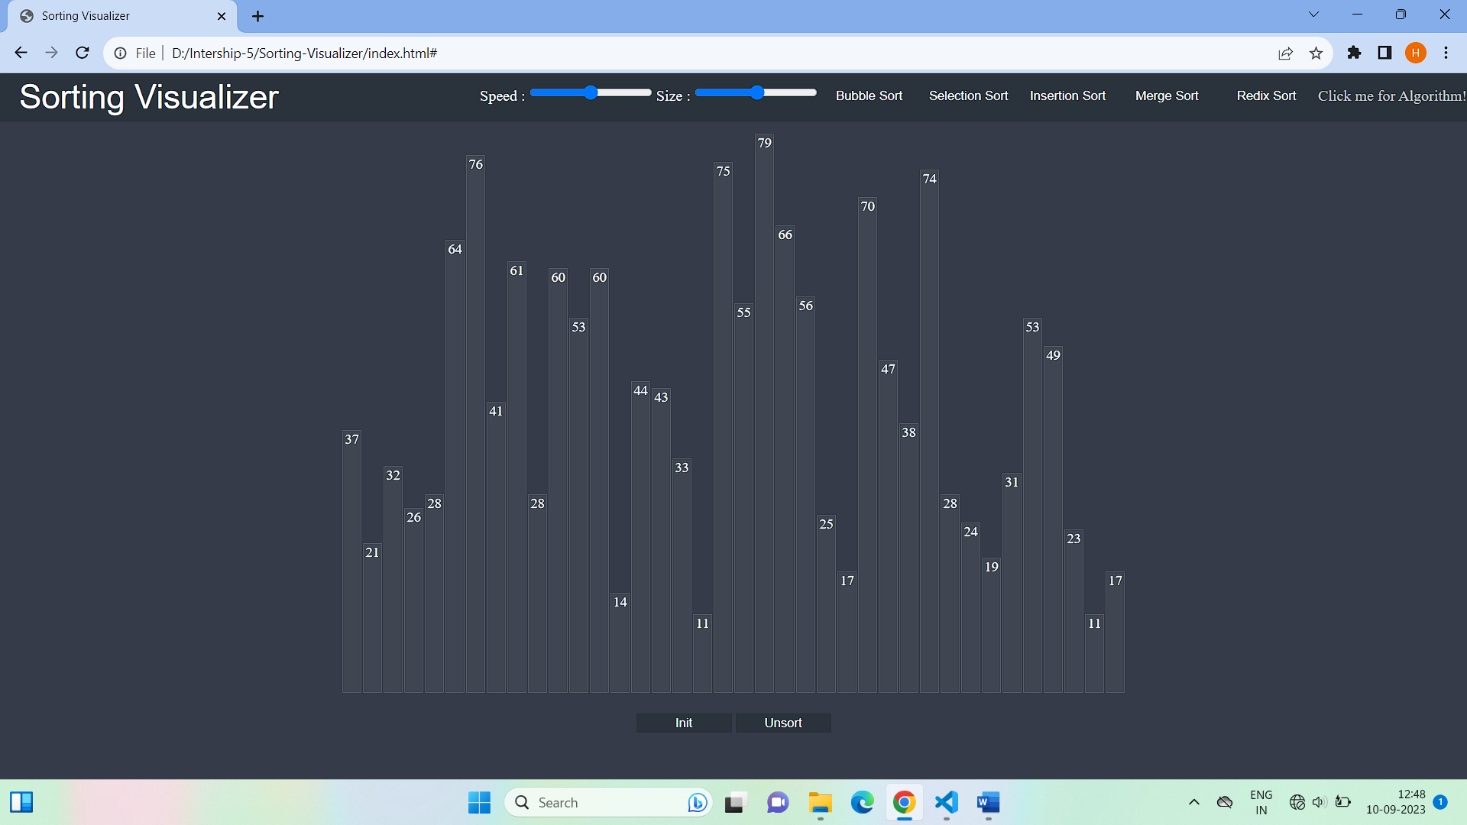 Sorting Visualizer
File D:/Intership-5/Sorting-Visualizer/index.html#
H
Sorting Visualizer Speed : Size : Bubble Sort Selection Sort Insertion Sort Merge Sort Redix Sort Click me for Algorithm!
37 21 32 26 28 64 76 41 61 28 60 53 60 14 44 43 33 11 75 55 79 66 56 25 17 70 47 38 74 28 24 19 31 53 49 23 11 17
Init Unsort
Search
ENG
IN
12:48
10-09-2023
1